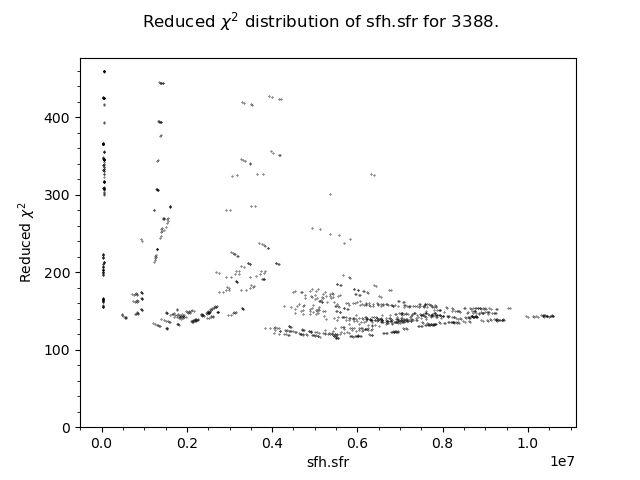 Reduced χ² distribution of sfh.sfr for 3388.
400
300
200
100
0
Reduced χ²
0.0 0.2 0.4 0.6 0.8 1.0
1e7
sfh.sfr